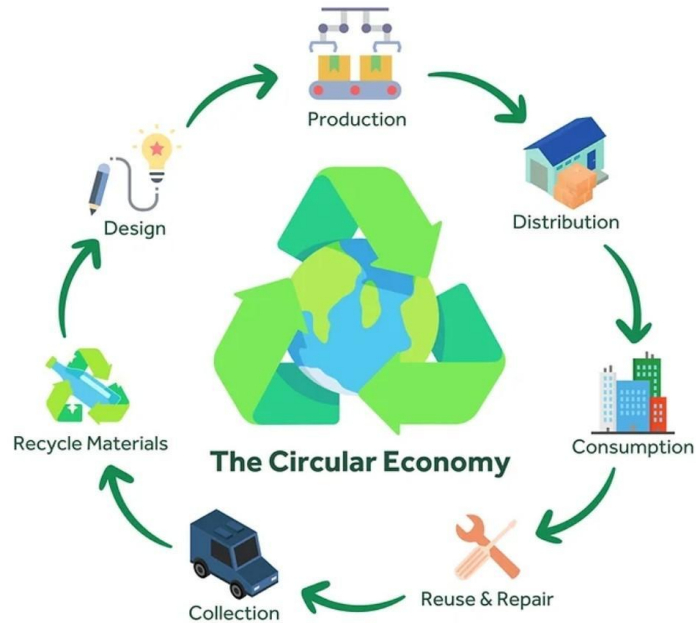 Production
Distribution
Consumption
Reuse & Repair
Collection
Recycle Materials
Design
The Circular Economy